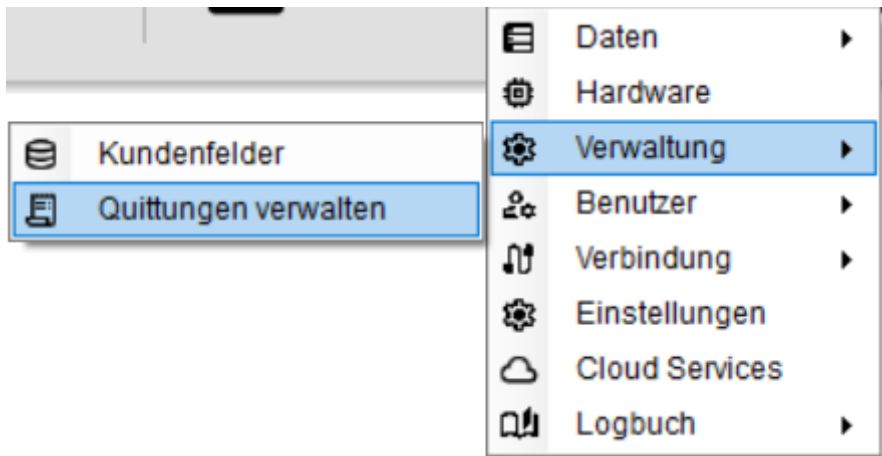 Daten
Hardware
Verwaltung
Kundenfelder
Quittungen verwalten
Benutzer
Verbindung
Einstellungen
Cloud Services
Logbuch